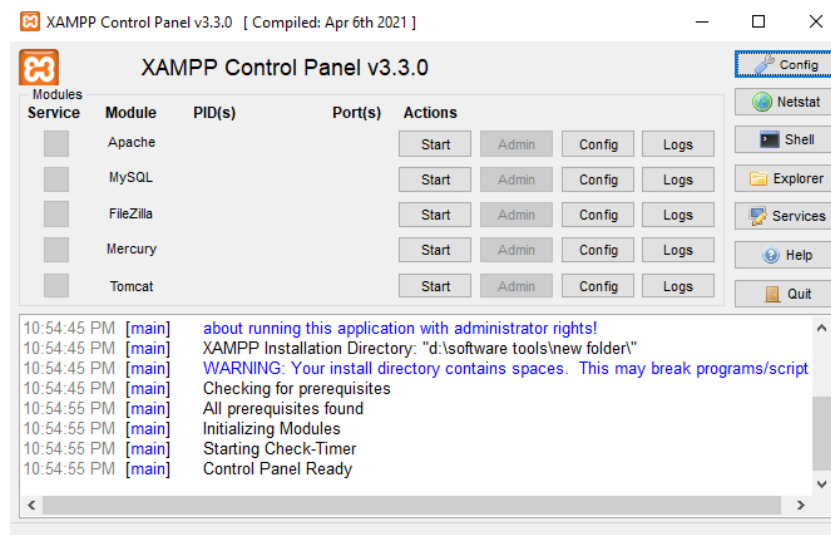 XAMPP Control Panel v3.3.0 [ Compiled: Apr 6th 2021 ]
XAMPP Control Panel v3.3.0
Config
Netstat
Shell
Explorer
Services
Help
Quit
Modules
Service Module PID(s) Port(s) Actions
Apache Start Admin Config Logs
MySQL Start Admin Config Logs
FileZilla Start Admin Config Logs
Mercury Start Admin Config Logs
Tomcat Start Admin Config Logs
10:54:45 PM [main] about running this application with administrator rights!
10:54:45 PM [main] XAMPP Installation Directory: "d:\software tools\new folder\"
10:54:45 PM [main] WARNING: Your install directory contains spaces. This may break programs/script
10:54:45 PM [main] Checking for prerequisites
10:54:55 PM [main] All prerequisites found
10:54:55 PM [main] Initializing Modules
10:54:55 PM [main] Starting Check-Timer
10:54:55 PM [main] Control Panel Ready